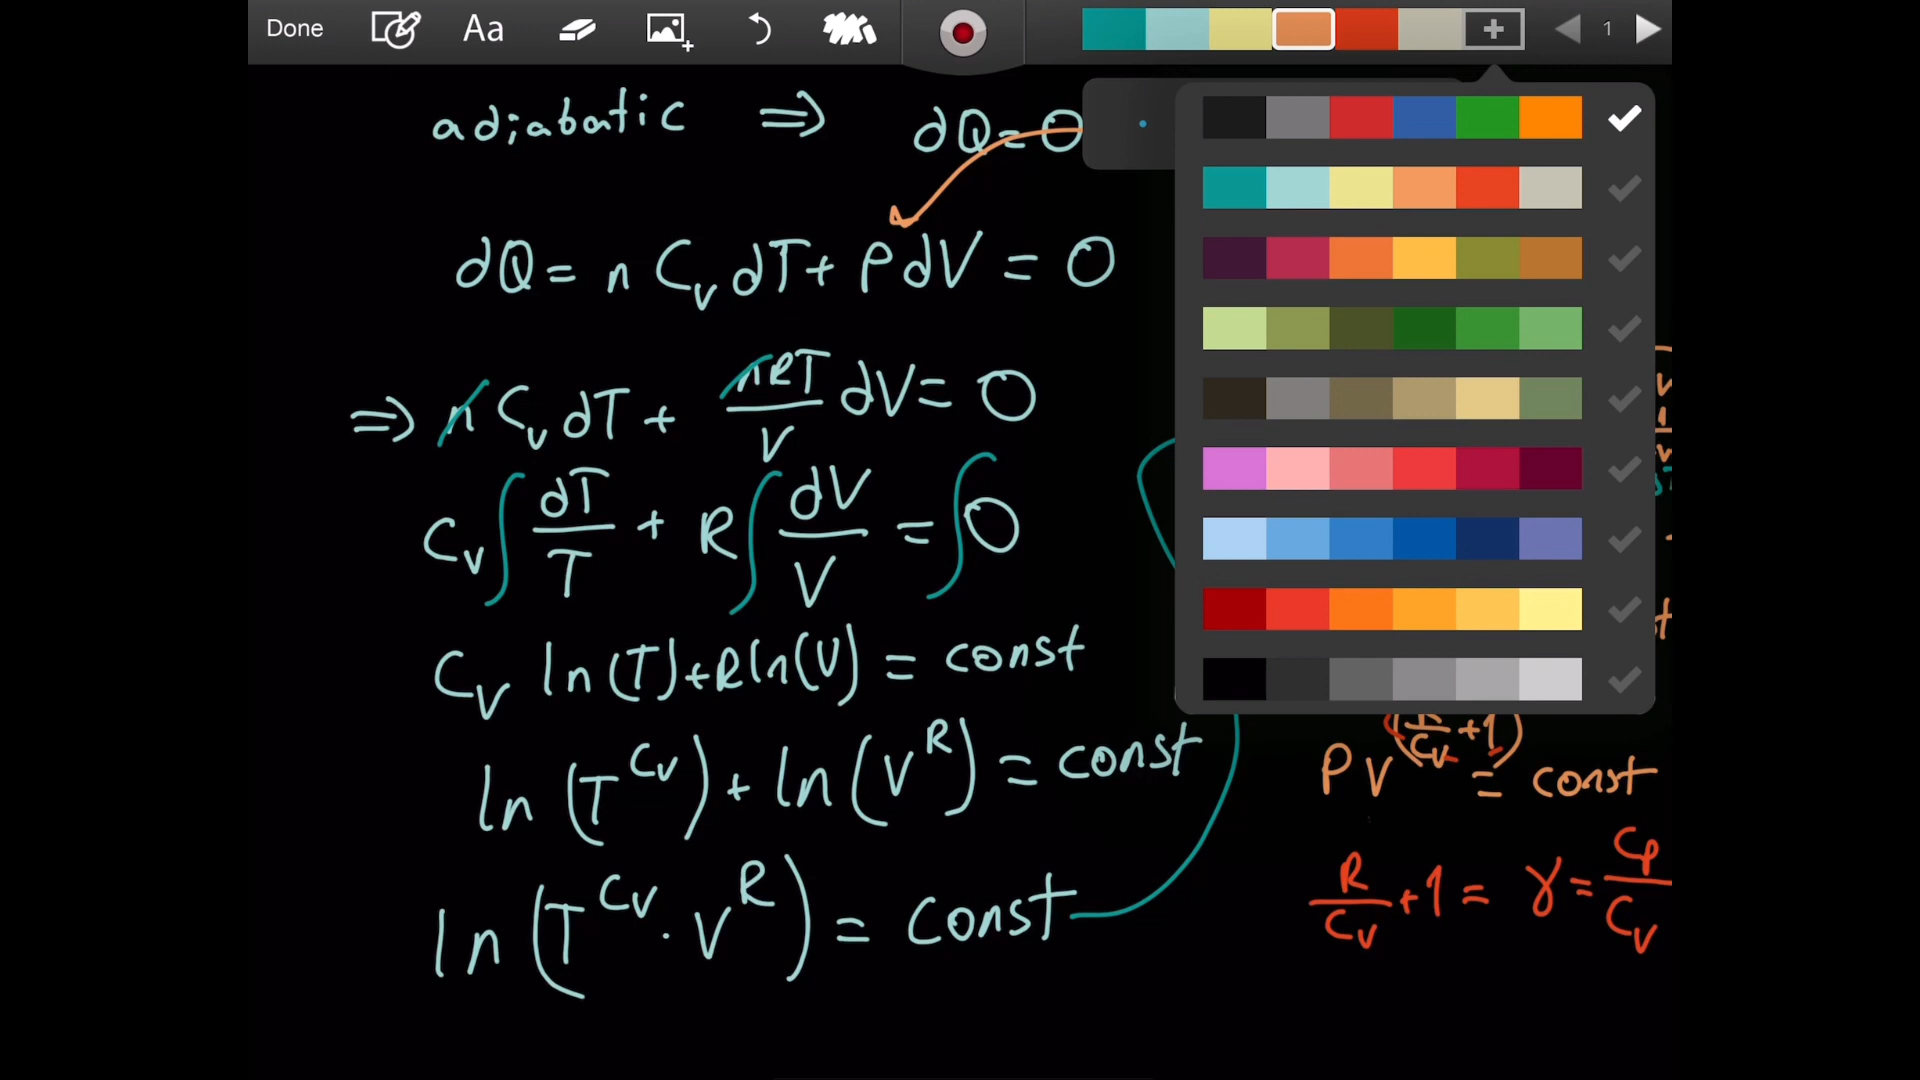 Done
Aa
1
adiabatic ⇒ dQ=0
dQ = n Cv dT + PdV = 0
⇒ n Cv dT + nRT/V dV = 0
Cv ∫ dT/T + R ∫ dV/V = ∫ 0
Cv ln(T)+Rln(V) = const
ln(T^Cv) + ln(V^R) = const
ln(T^Cv · V^R) = const
PV^(R/Cv +1) = const
R/Cv + 1 = γ = Cp/Cv